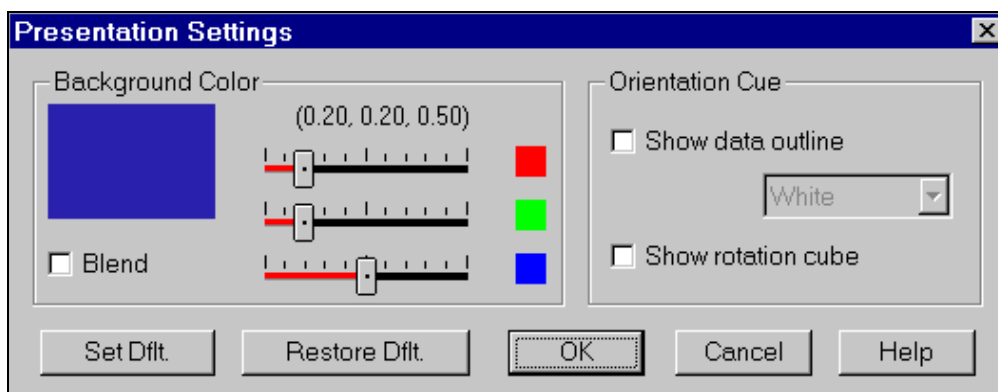 Presentation Settings
Background Color
(0.20, 0.20, 0.50)
Blend
Orientation Cue
Show data outline
White
Show rotation cube
Set Dflt.
Restore Dflt.
OK
Cancel
Help